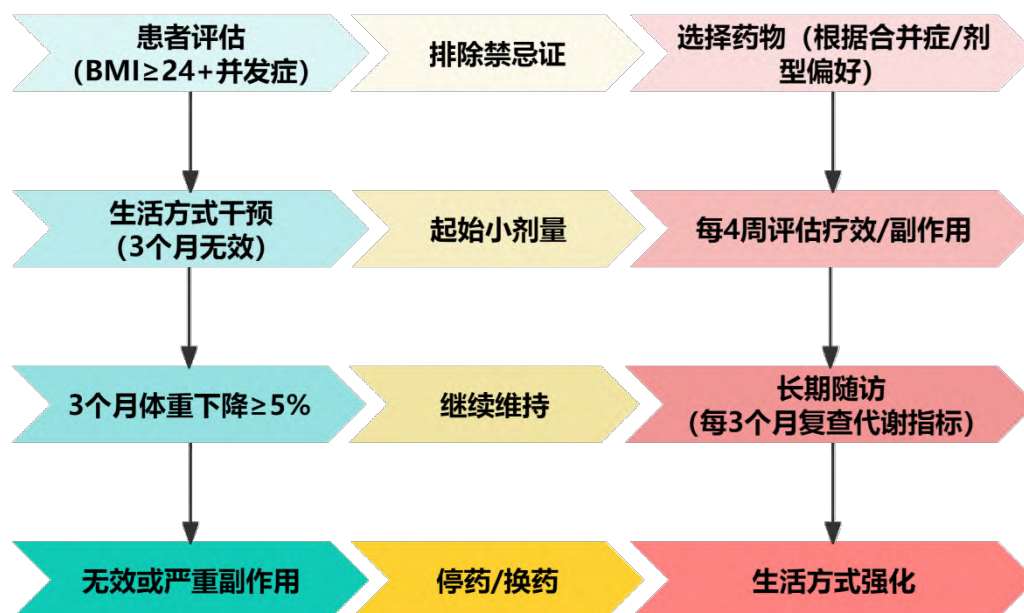 患者评估
（BMI≥24+并发症）
排除禁忌证
选择药物（根据合并症/剂
型偏好）
生活方式干预
（3个月无效）
起始小剂量
每4周评估疗效/副作用
3个月体重下降≥5%
继续维持
长期随访
（每3个月复查代谢指标）
无效或严重副作用
停药/换药
生活方式强化